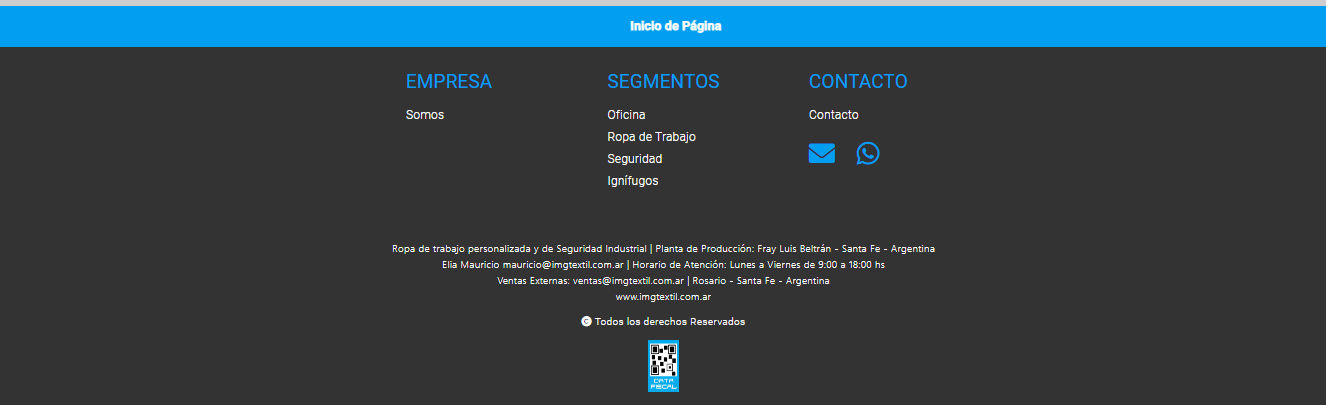 Inicio de Página
EMPRESA
Somos
SEGMENTOS
Oficina
Ropa de Trabajo
Seguridad
Ignífugos
CONTACTO
Contacto
Ropa de trabajo personalizada y de Seguridad Industrial | Planta de Producción: Fray Luis Beltrán - Santa Fe - Argentina
Elia Mauricio mauricio@imgtextil.com.ar | Horario de Atención: Lunes a Viernes de 9:00 a 18:00 hs
Ventas Externas: ventas@imgtextil.com.ar | Rosario - Santa Fe - Argentina
www.imgtextil.com.ar
© Todos los derechos Reservados
DATA
FISCAL